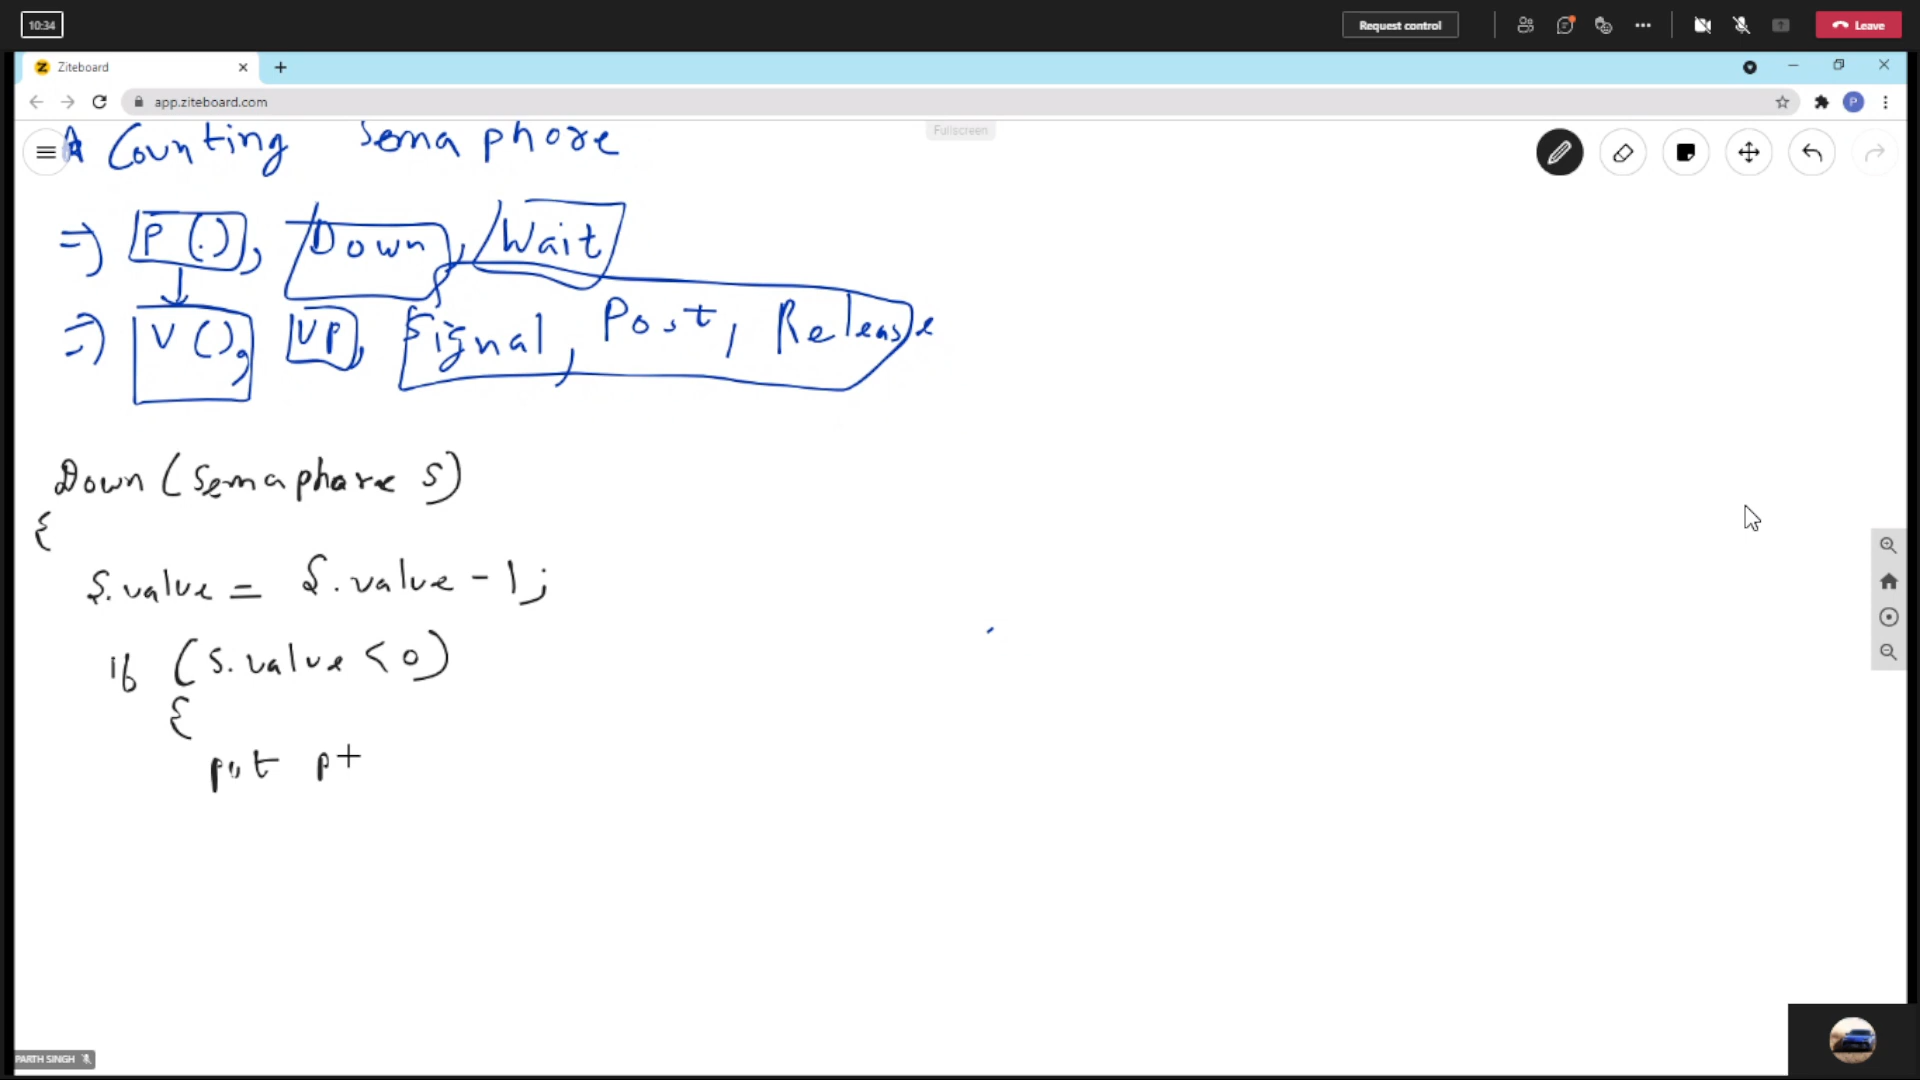 10:34
Request control
Leave
Ziteboard
app.ziteboard.com
Fullscreen
Counting Semaphore
=> P(.), Down, Wait
=> V(), UP, Signal, Post, Release
Down (Semaphore S)
{
S.value = S.value - 1;
if (S.value < 0)
{
put pt
PARTH SINGH